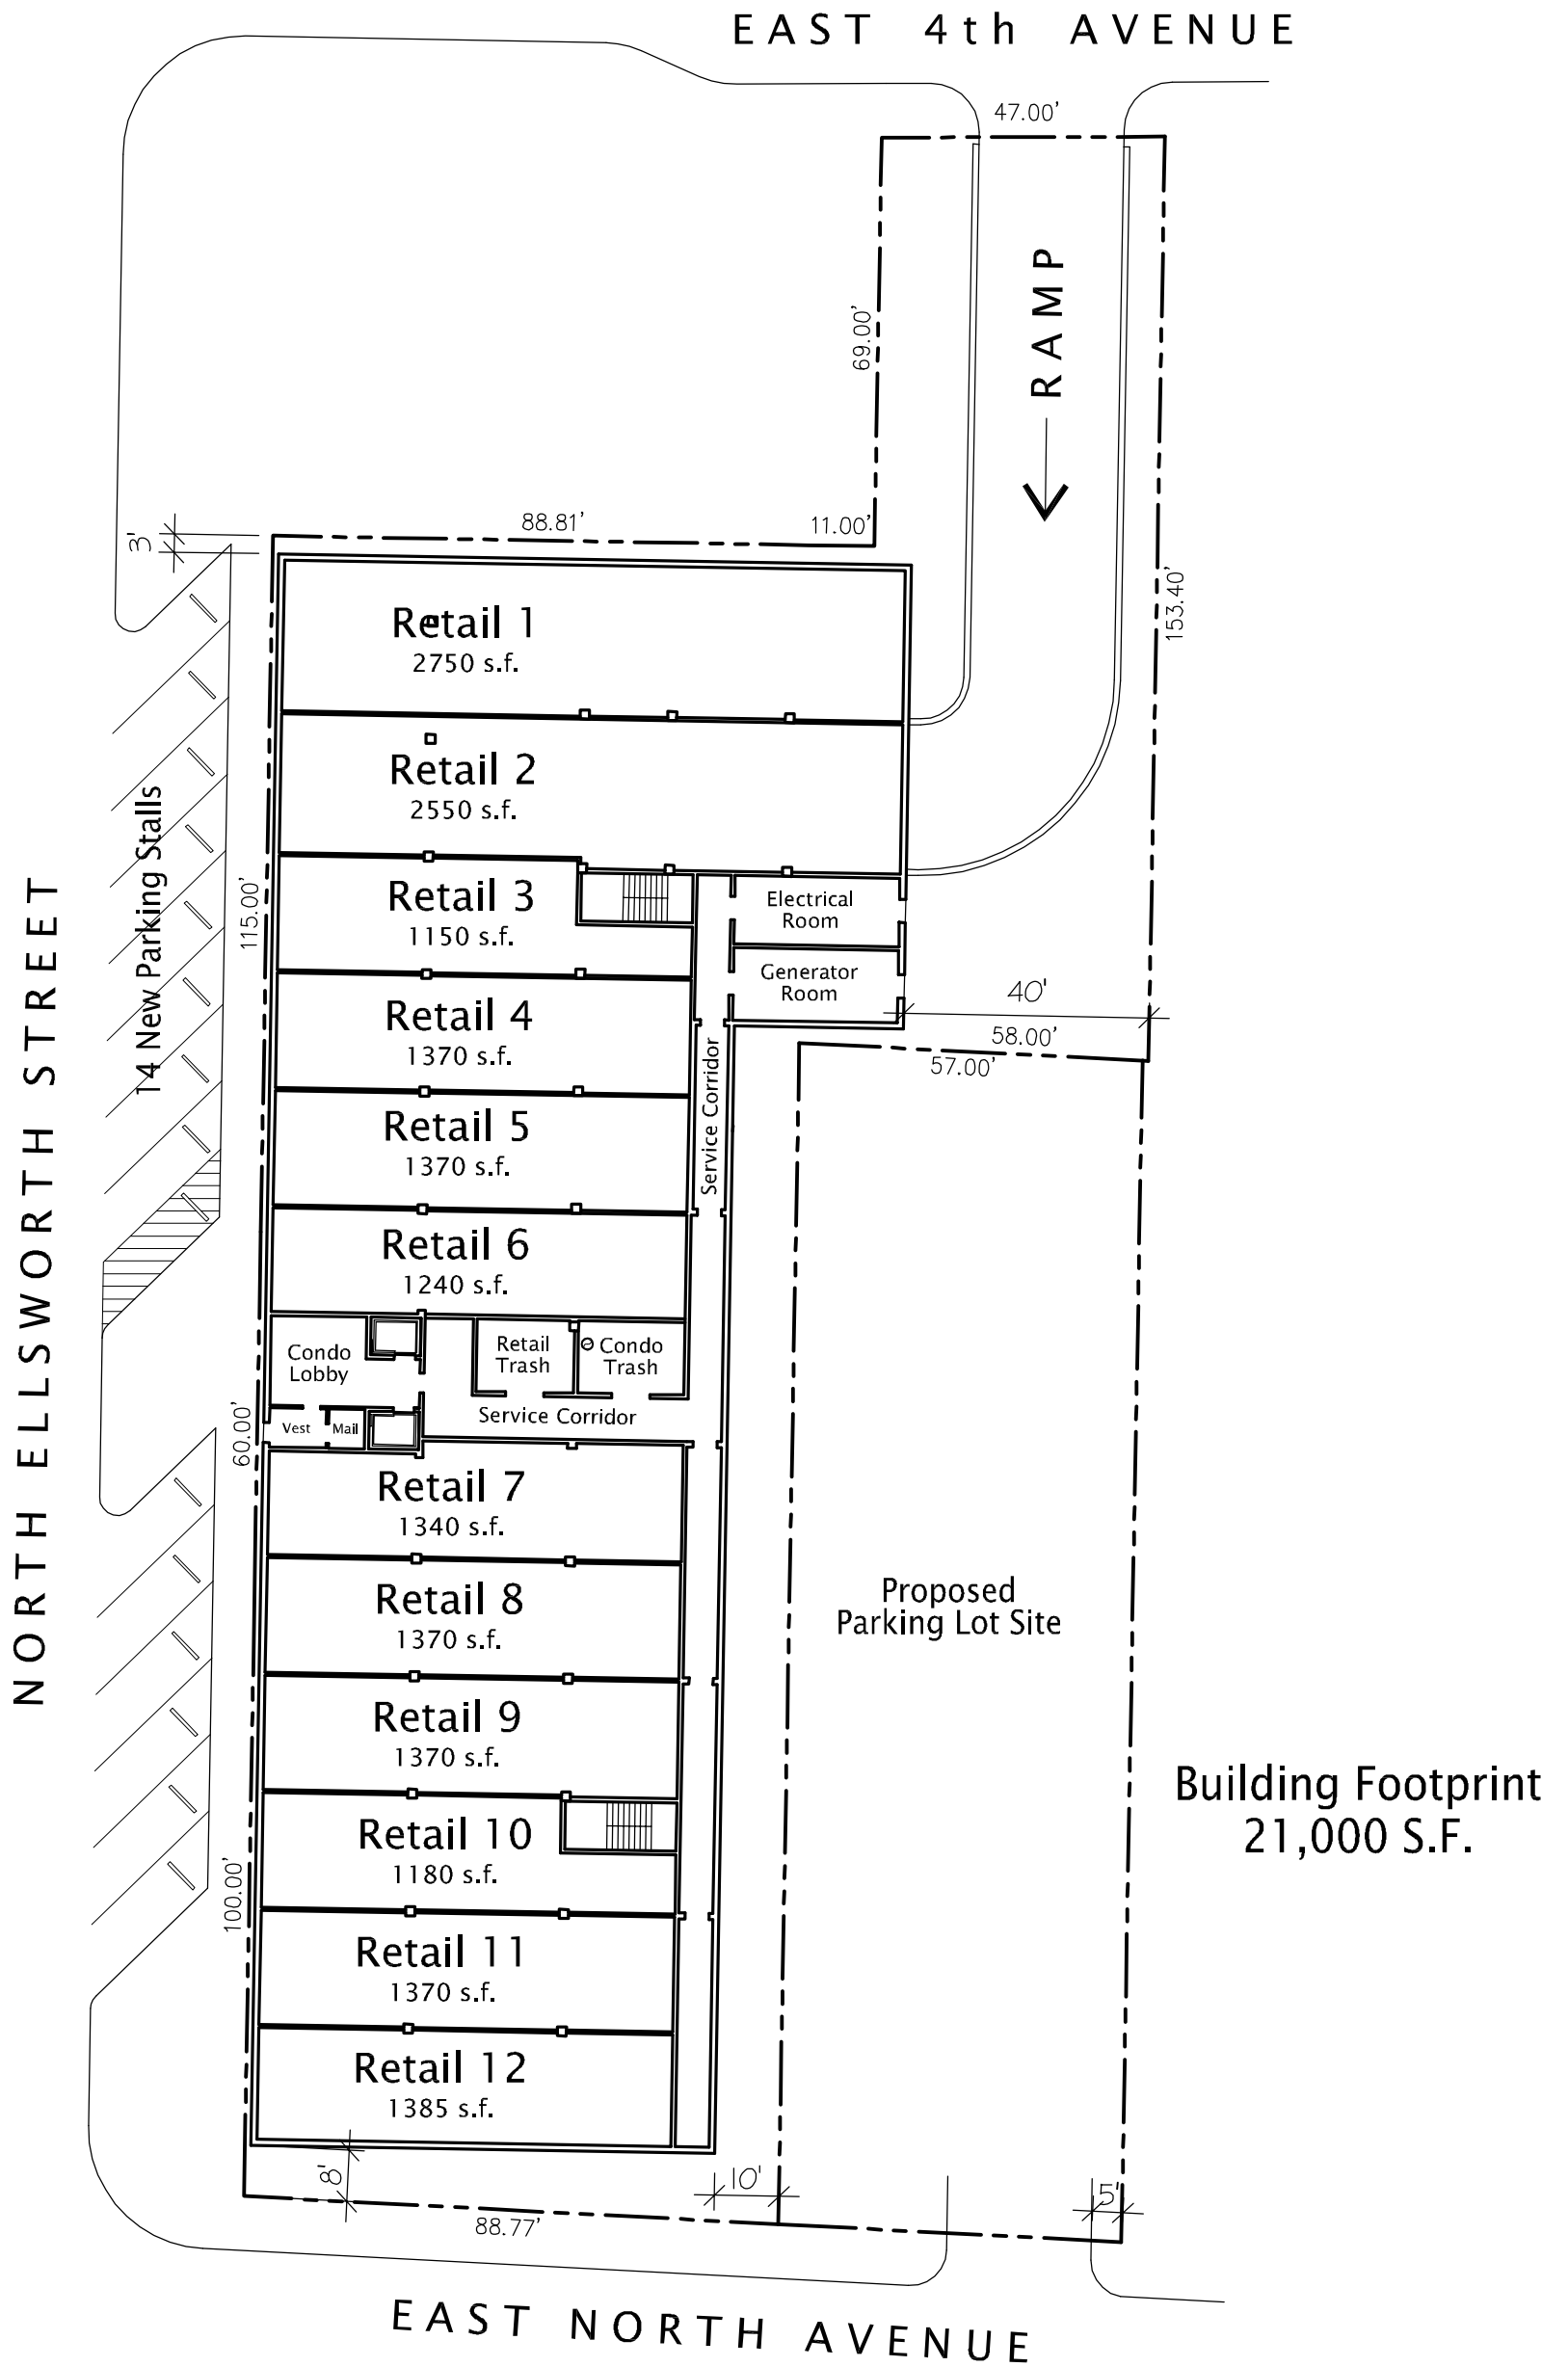 EAST 4th AVENUE
47.00'
RAMP
69.00'
88.81'
11.00'
3'
153.40'
Retail 1
2750 s.f.
Retail 2
2550 s.f.
14 New Parking Stalls
115.00'
Retail 3
1150 s.f.
Electrical
Room
Generator
Room
40'
58.00'
57.00'
Retail 4
1370 s.f.
Service Corridor
Retail 5
1370 s.f.
NORTH ELLSWORTH STREET
Retail 6
1240 s.f.
Condo
Lobby
Retail
Trash
Condo
Trash
Vest
Mail
Service Corridor
60.00'
Retail 7
1340 s.f.
Retail 8
1370 s.f.
Proposed
Parking Lot Site
Retail 9
1370 s.f.
Building Footprint
21,000 S.F.
Retail 10
1180 s.f.
100.00'
Retail 11
1370 s.f.
Retail 12
1385 s.f.
8'
10'
5'
88.77'
EAST NORTH AVENUE